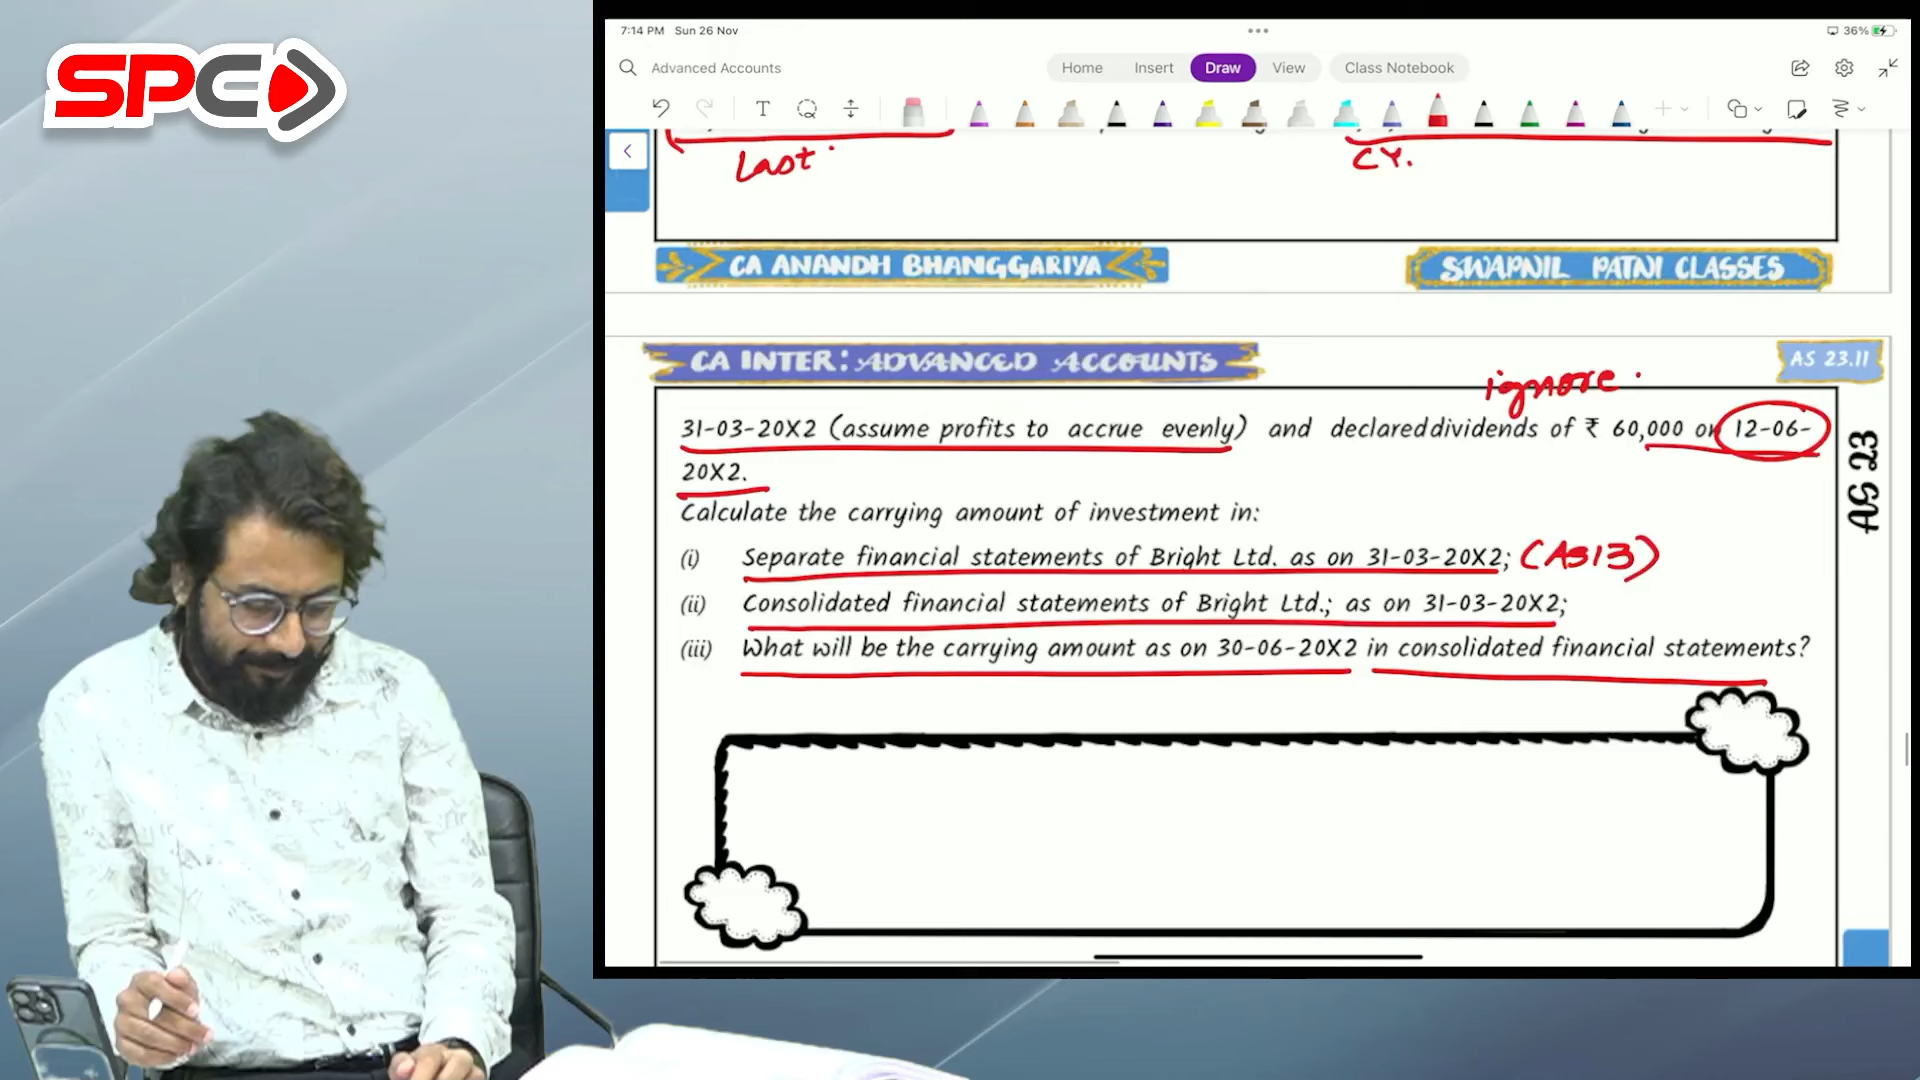 SPC
7:14 PM Sun 26 Nov
36%
Advanced Accounts
Home Insert Draw View Class Notebook
Last
CY.
CA ANANDH BHANGGARIYA
SWAPNIL PATNI CLASSES
CA INTER: ADVANCED ACCOUNTS
AS 23.11
ignore
31-03-20X2 (assume profits to accrue evenly) and declared dividends of ₹ 60,000 on 12-06-
20X2.
Calculate the carrying amount of investment in:
(i) Separate financial statements of Bright Ltd. as on 31-03-20X2; (AS13)
(ii) Consolidated financial statements of Bright Ltd.; as on 31-03-20X2;
(iii) What will be the carrying amount as on 30-06-20X2 in consolidated financial statements?
AS 23